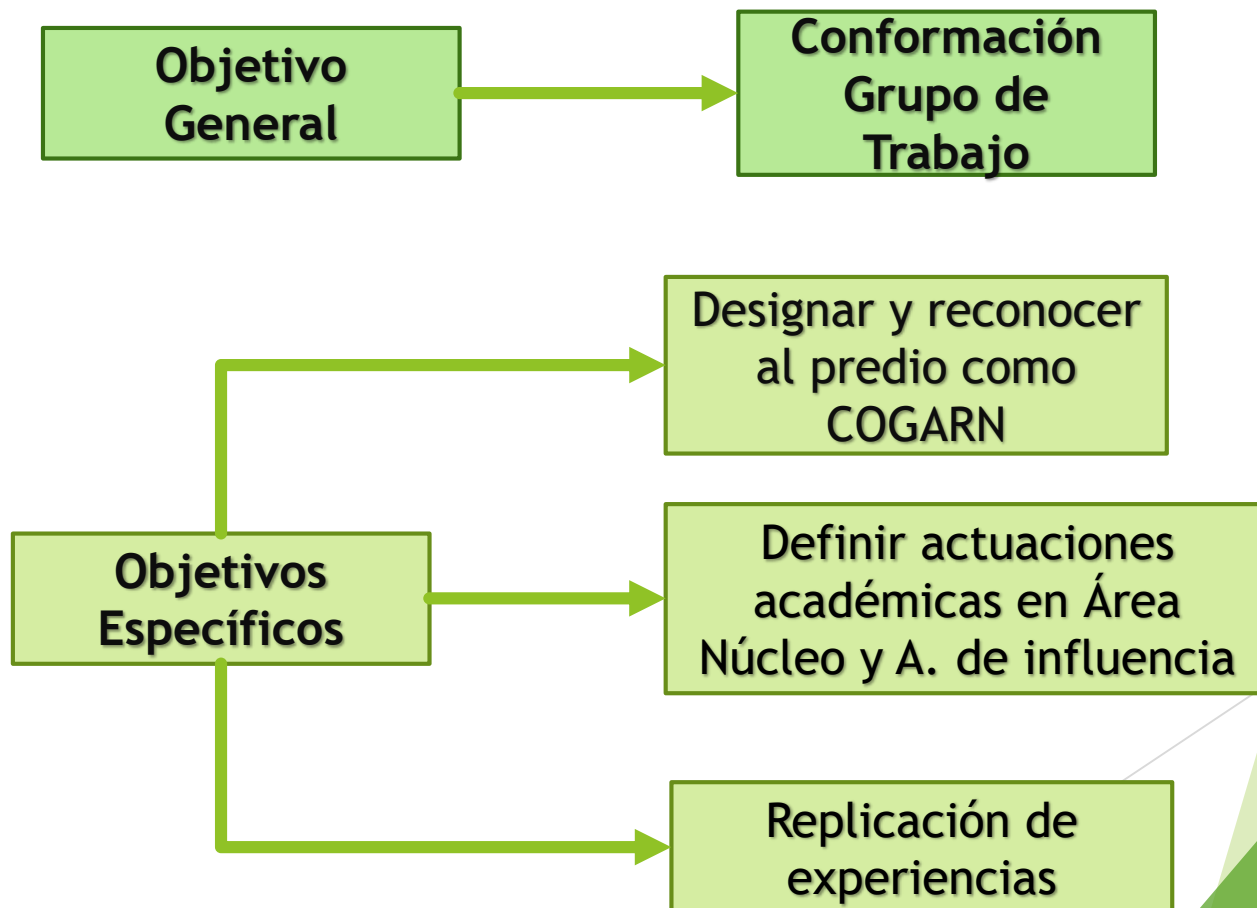 Objetivo
General
Conformación
Grupo de
Trabajo
Designar y reconocer
al predio como
COGARN
Objetivos
Específicos
Definir actuaciones
académicas en Área
Núcleo y A. de influencia
Replicación de
experiencias